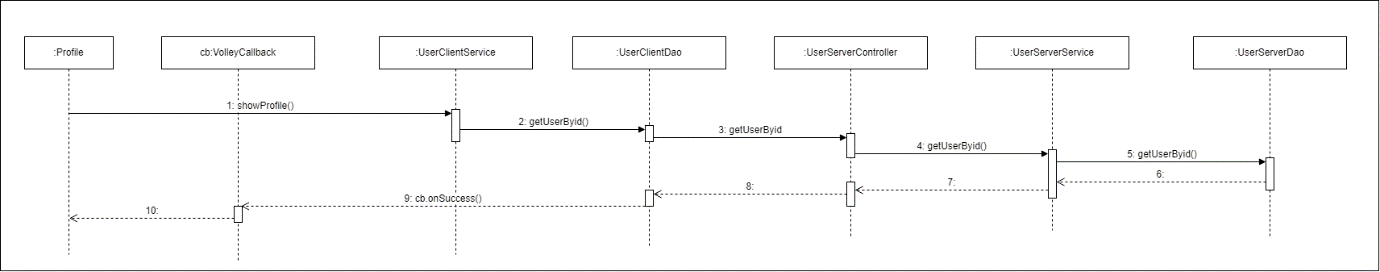 :Profile
cb:VolleyCallback
:UserClientService
:UserClientDao
:UserServerController
:UserServerService
:UserServerDao
1: showProfile()
2: getUserByid()
3: getUserByid
4: getUserByid()
5: getUserByid()
6:
7:
8:
9: cb.onSuccess()
10: